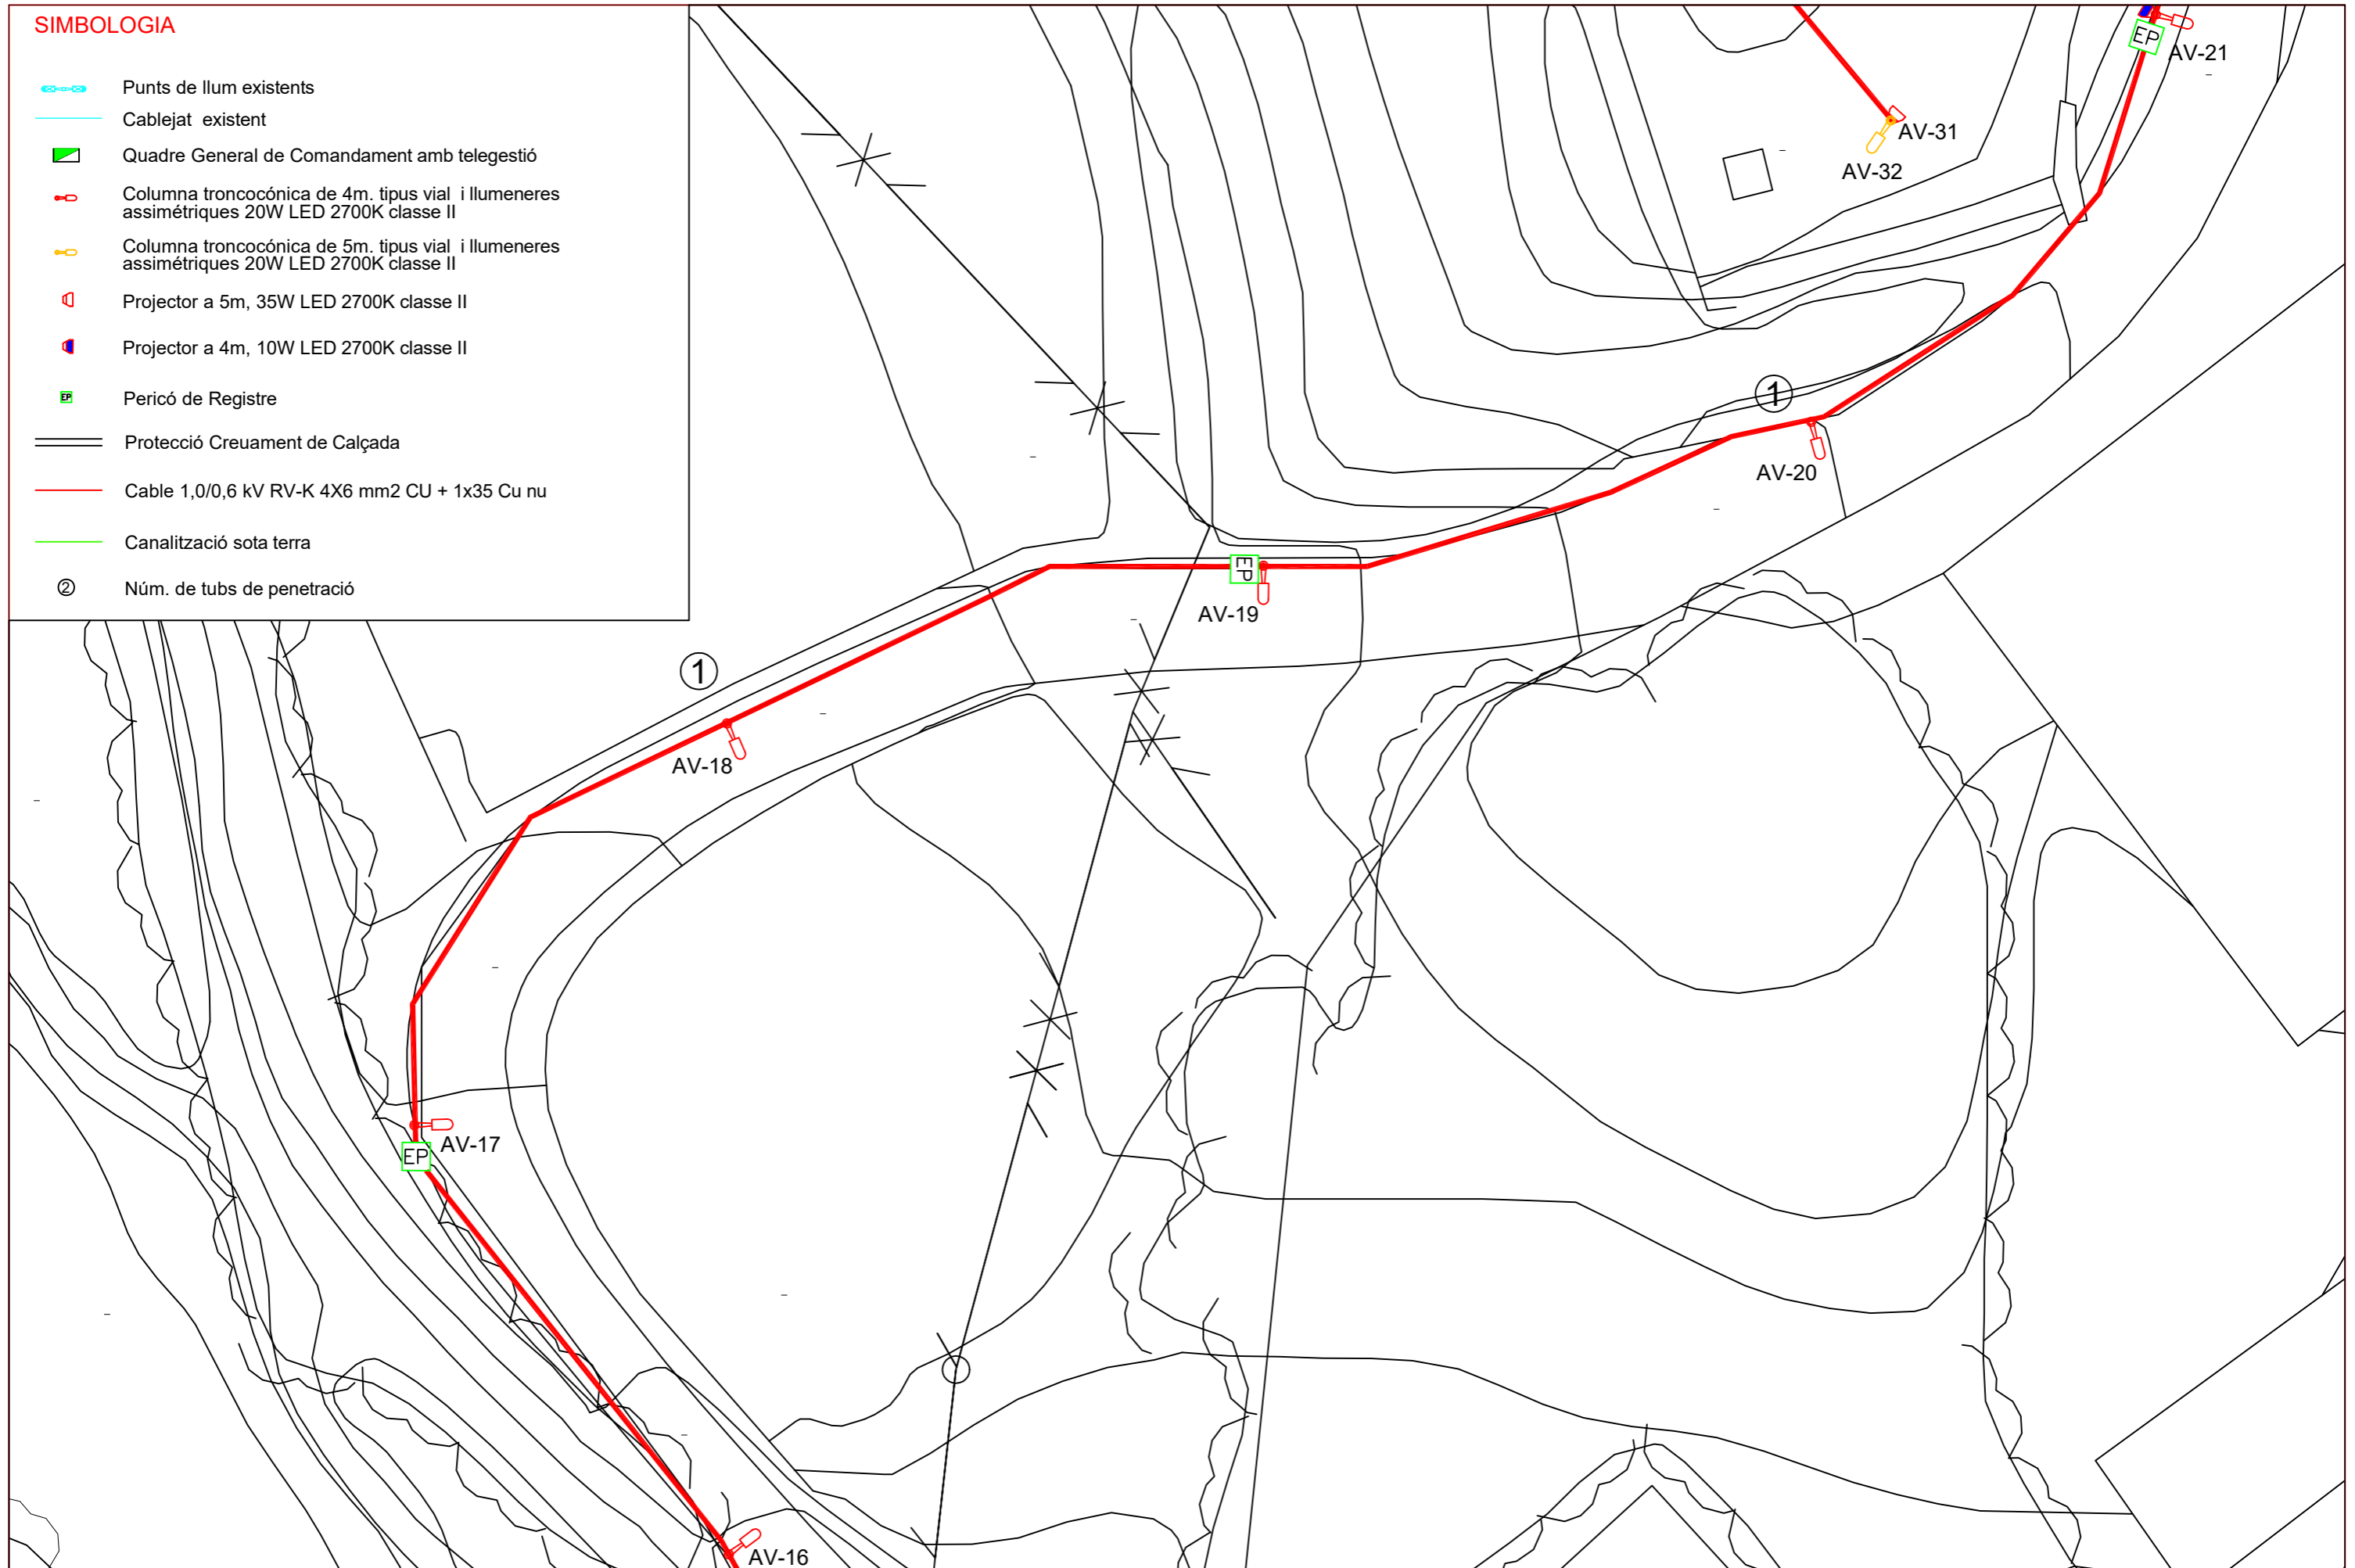 SIMBOLOGIA
Punts de llum existents
Cablejat existent
Quadre General de Comandament amb telegestió
Columna troncocónica de 4m. tipus vial i llumeneres
assimétriques 20W LED 2700K classe II
Columna troncocónica de 5m. tipus vial i llumeneres
assimétriques 20W LED 2700K classe II
Projector a 5m, 35W LED 2700K classe II
Projector a 4m, 10W LED 2700K classe II
EP Pericó de Registre
Protecció Creuament de Calçada
Cable 1,0/0,6 kV RV-K 4X6 mm2 CU + 1x35 Cu nu
Canalització sota terra
② Núm. de tubs de penetració
EP
AV-21
AV-31
AV-32
1
AV-20
EP
AV-19
1
AV-18
AV-17
EP
AV-16